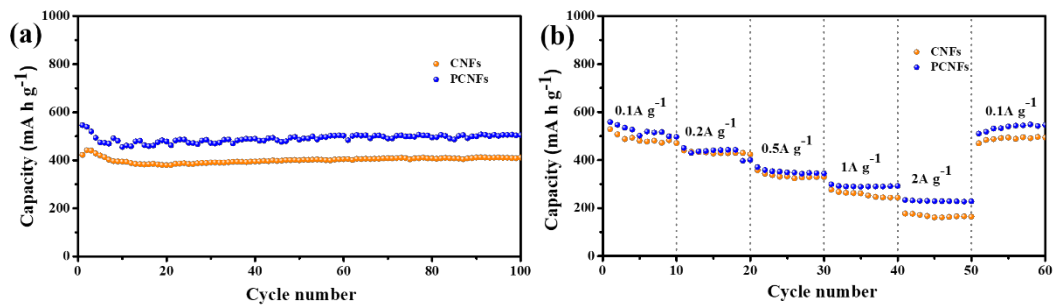 (a)
Capacity (mA h g⁻¹)
1000
800
600
400
200
0
CNFs
PCNFs
0
20
40
60
80
100
Cycle number
(b)
Capacity (mA h g⁻¹)
1000
800
600
400
200
0
CNFs
PCNFs
0.1A g⁻¹
0.2A g⁻¹
0.5A g⁻¹
1A g⁻¹
2A g⁻¹
0.1A g⁻¹
0
10
20
30
40
50
60
Cycle number